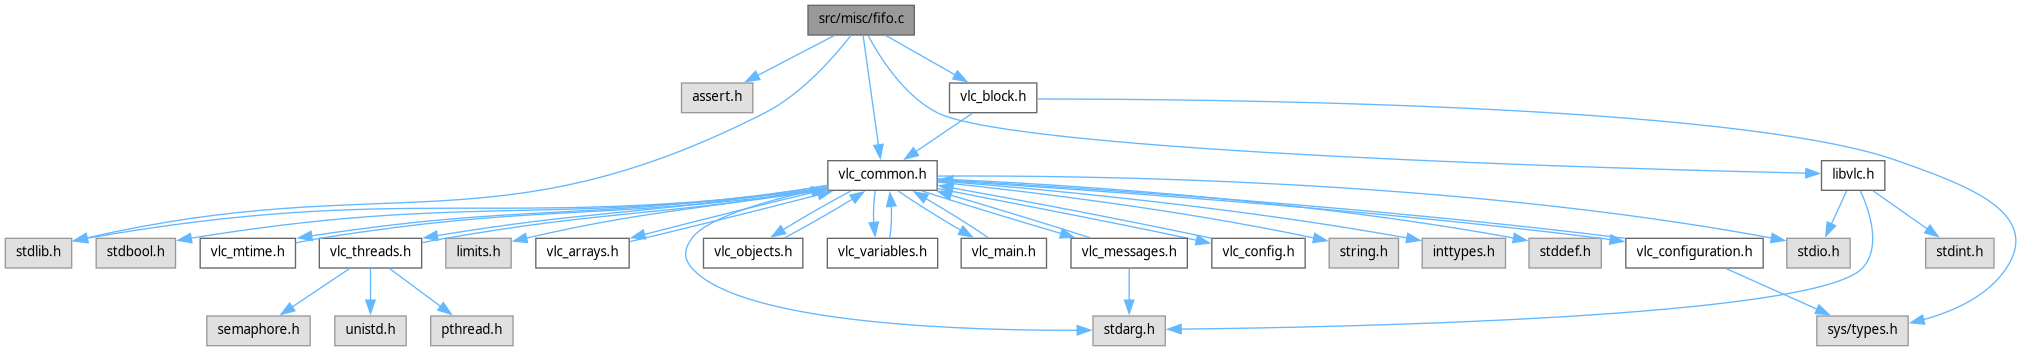 src/misc/fifo.c
assert.h
vlc_block.h
vlc_common.h
libvlc.h
stdlib.h
stdbool.h
vlc_mtime.h
vlc_threads.h
limits.h
vlc_arrays.h
vlc_objects.h
vlc_variables.h
vlc_main.h
vlc_messages.h
vlc_config.h
string.h
inttypes.h
stddef.h
vlc_configuration.h
stdio.h
stdint.h
semaphore.h
unistd.h
pthread.h
stdarg.h
sys/types.h